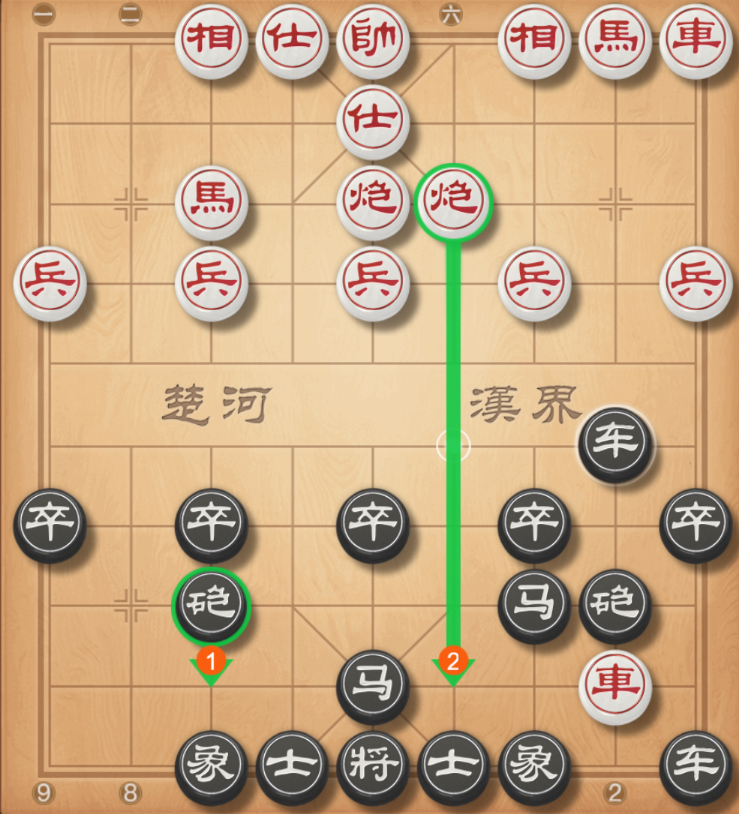 一 二 六
相 仕 帥 相 馬 車
仕
馬 炮 炮
兵 兵 兵 兵 兵
楚河 漢界
车
卒 卒 卒 卒 卒
砲 马 砲
1 2
马 車
象 士 将 士 象 车
9 8 2